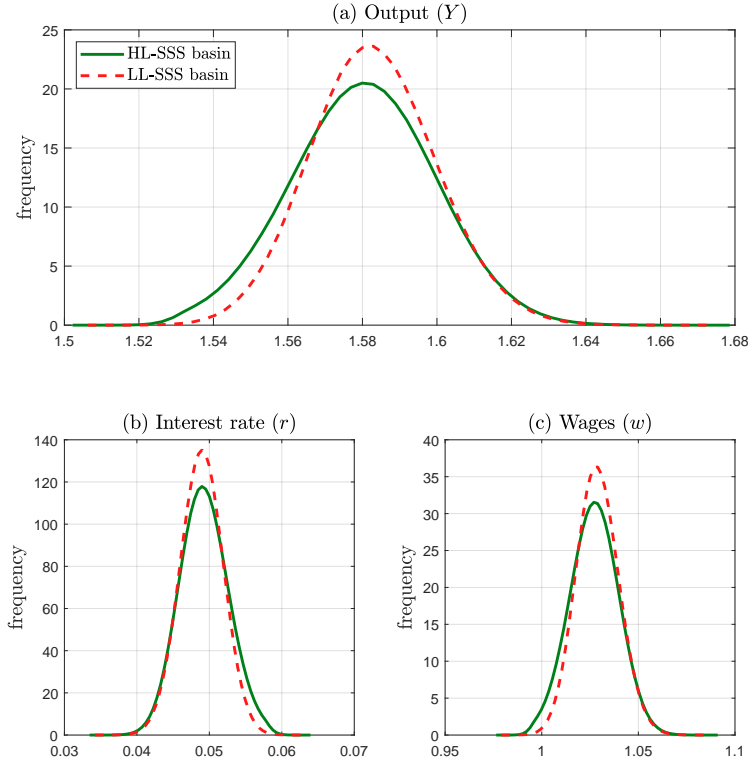 (a) Output (Y)
25
20
15
10
5
0
frequency
HL-SSS basin
LL-SSS basin
1.5 1.52 1.54 1.56 1.58 1.6 1.62 1.64 1.66 1.68
(b) Interest rate (r)
140
120
100
80
60
40
20
0
frequency
0.03 0.04 0.05 0.06 0.07
(c) Wages (w)
40
35
30
25
20
15
10
5
0
frequency
0.95 1 1.05 1.1